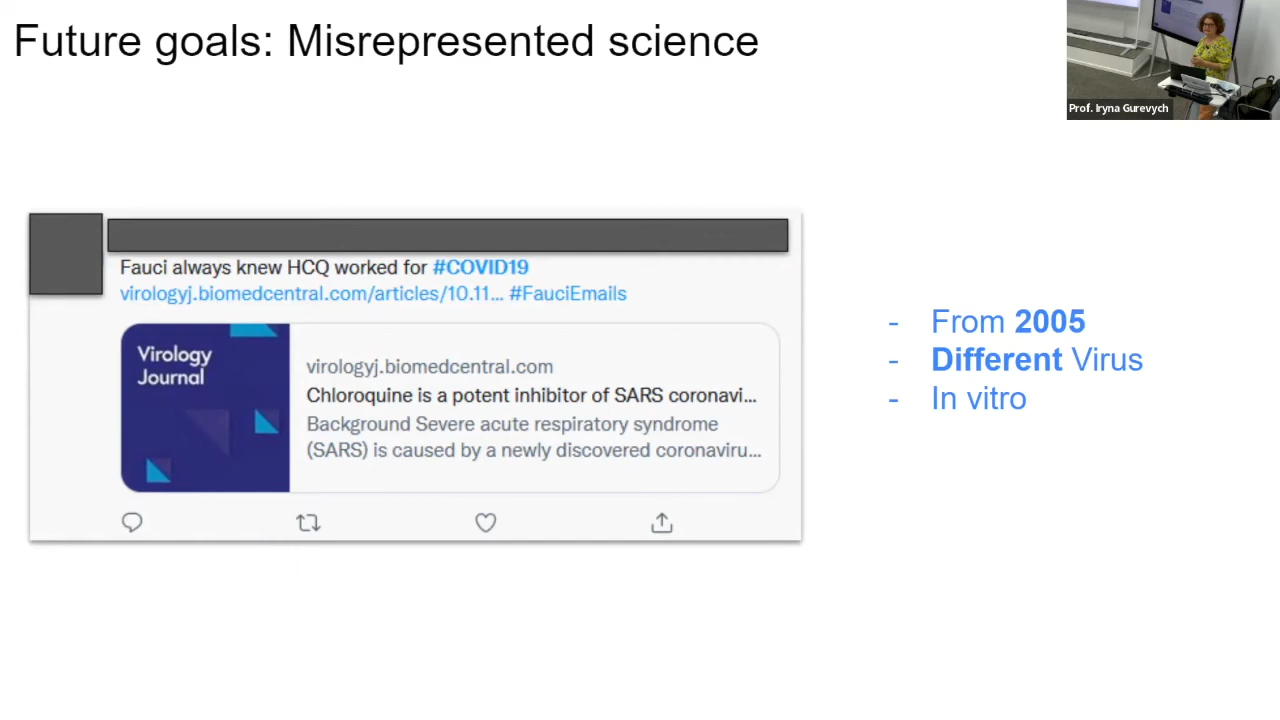 Future goals: Misrepresented science
Prof. Iryna Gurevych
Fauci always knew HCQ worked for #COVID19
virologyj.biomedcentral.com/articles/10.11... #FauciEmails
Virology
Journal
virologyj.biomedcentral.com
Chloroquine is a potent inhibitor of SARS coronavi...
Background Severe acute respiratory syndrome
(SARS) is caused by a newly discovered coronaviru...
- From 2005
- Different Virus
- In vitro